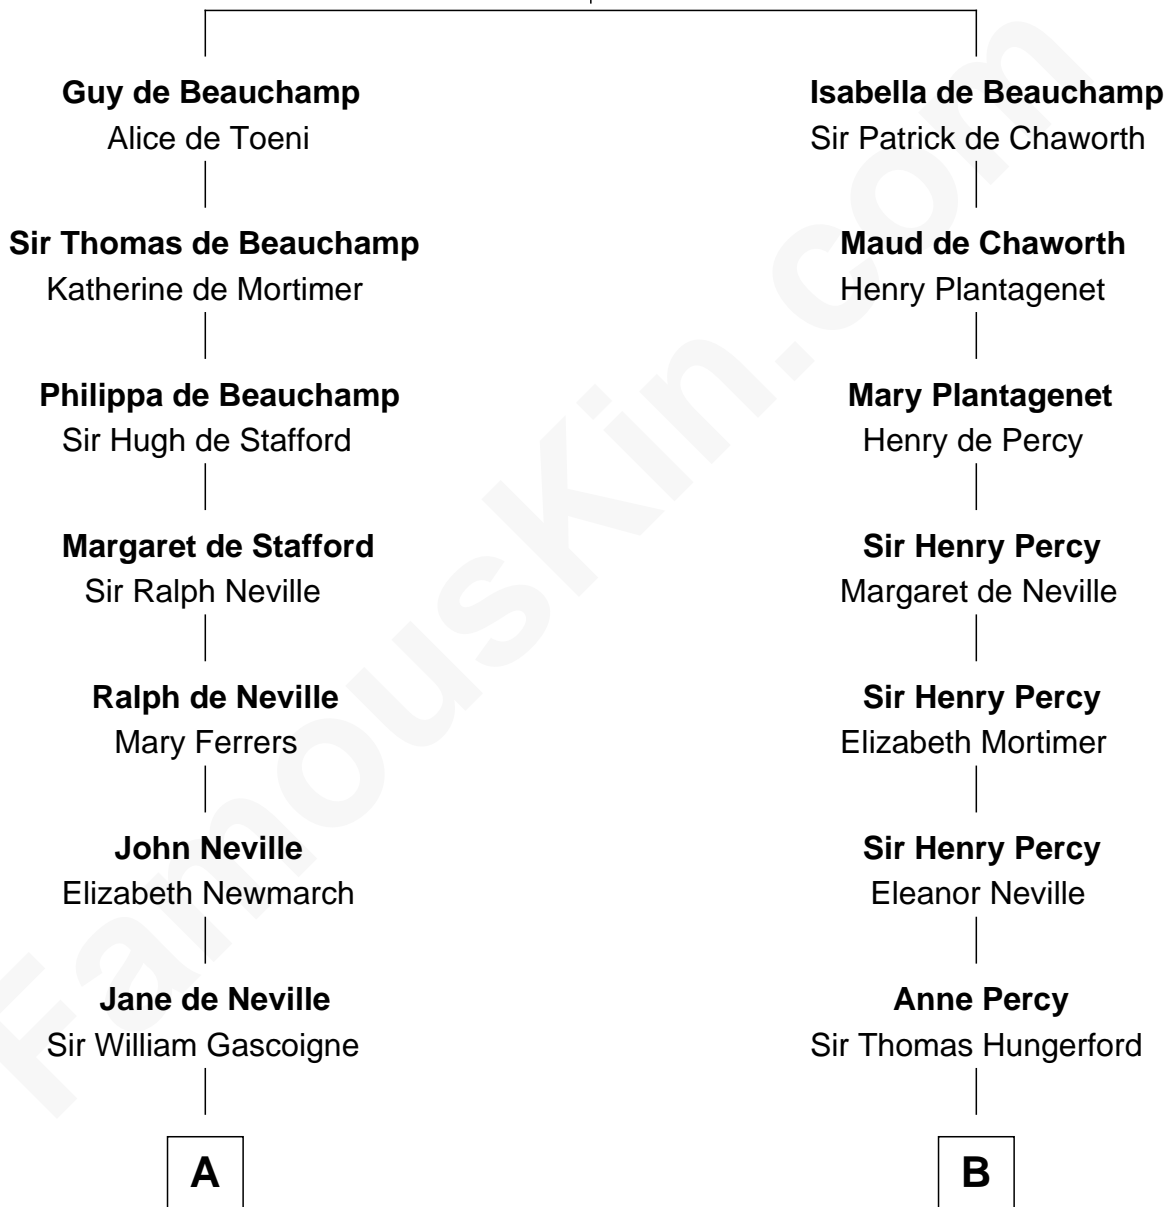 Guy de Beauchamp
Alice de Toeni
Sir Thomas de Beauchamp
Katherine de Mortimer
Philippa de Beauchamp
Sir Hugh de Stafford
Margaret de Stafford
Sir Ralph Neville
Ralph de Neville
Mary Ferrers
John Neville
Elizabeth Newmarch
Jane de Neville
Sir William Gascoigne
A
Isabella de Beauchamp
Sir Patrick de Chaworth
Maud de Chaworth
Henry Plantagenet
Mary Plantagenet
Henry de Percy
Sir Henry Percy
Margaret de Neville
Sir Henry Percy
Elizabeth Mortimer
Sir Henry Percy
Eleanor Neville
Anne Percy
Sir Thomas Hungerford
B
FamousKin.com